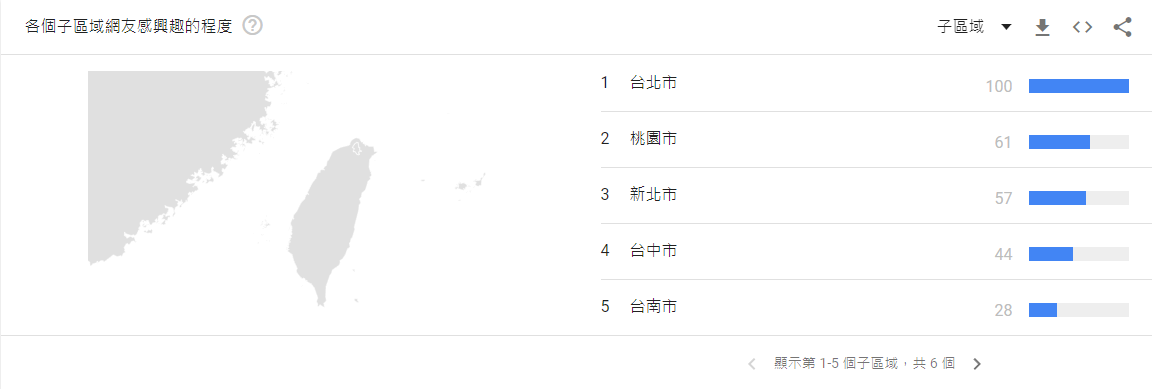 各個子區域網友感興趣的程度 ?
子區域
1 台北市 100
2 桃園市 61
3 新北市 57
4 台中市 44
5 台南市 28
顯示第 1-5 個子區域，共 6 個